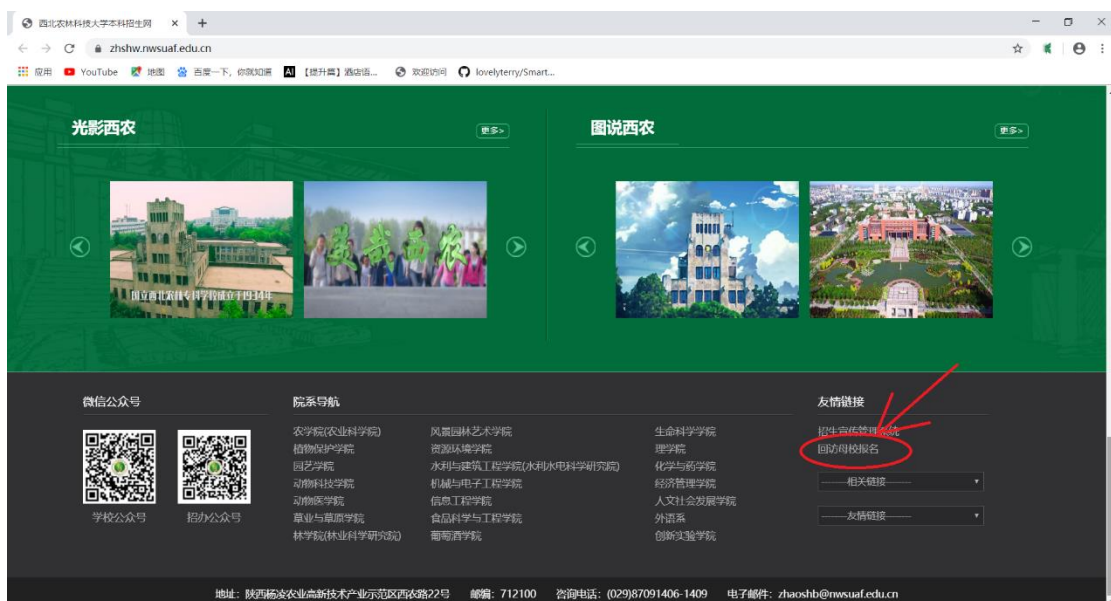 西北农林科技大学本科招生网
zhshw.nwsuaf.edu.cn
应用 YouTube 地图 百度一下，你就知道 【提升篇】酒店语... 欢迎访问 lovelyterry/Smart...
光影西农 更多>
图说西农 更多>
国立西北农林专科学校成立于1934年
美哉西农
微信公众号
学校公众号 招办公众号
院系导航
农学院(农业科学院) 风景园林艺术学院 生命科学学院
植物保护学院 资源环境学院 理学院
园艺学院 水利与建筑工程学院(水利水电科学研究院) 化学与药学院
动物科技学院 机械与电子工程学院 经济管理学院
动物医学院 信息工程学院 人文社会发展学院
草业与草原学院 食品科学与工程学院 外语系
林学院(林业科学研究院) 葡萄酒学院 创新实验学院
友情链接
招生宣传管理系统
回访母校报名
--------相关链接--------
--------友情链接--------
地址：陕西杨凌农业高新技术产业示范区西农路22号 邮编：712100 咨询电话：(029)87091406-1409 电子邮件：zhaoshb@nwsuaf.edu.cn